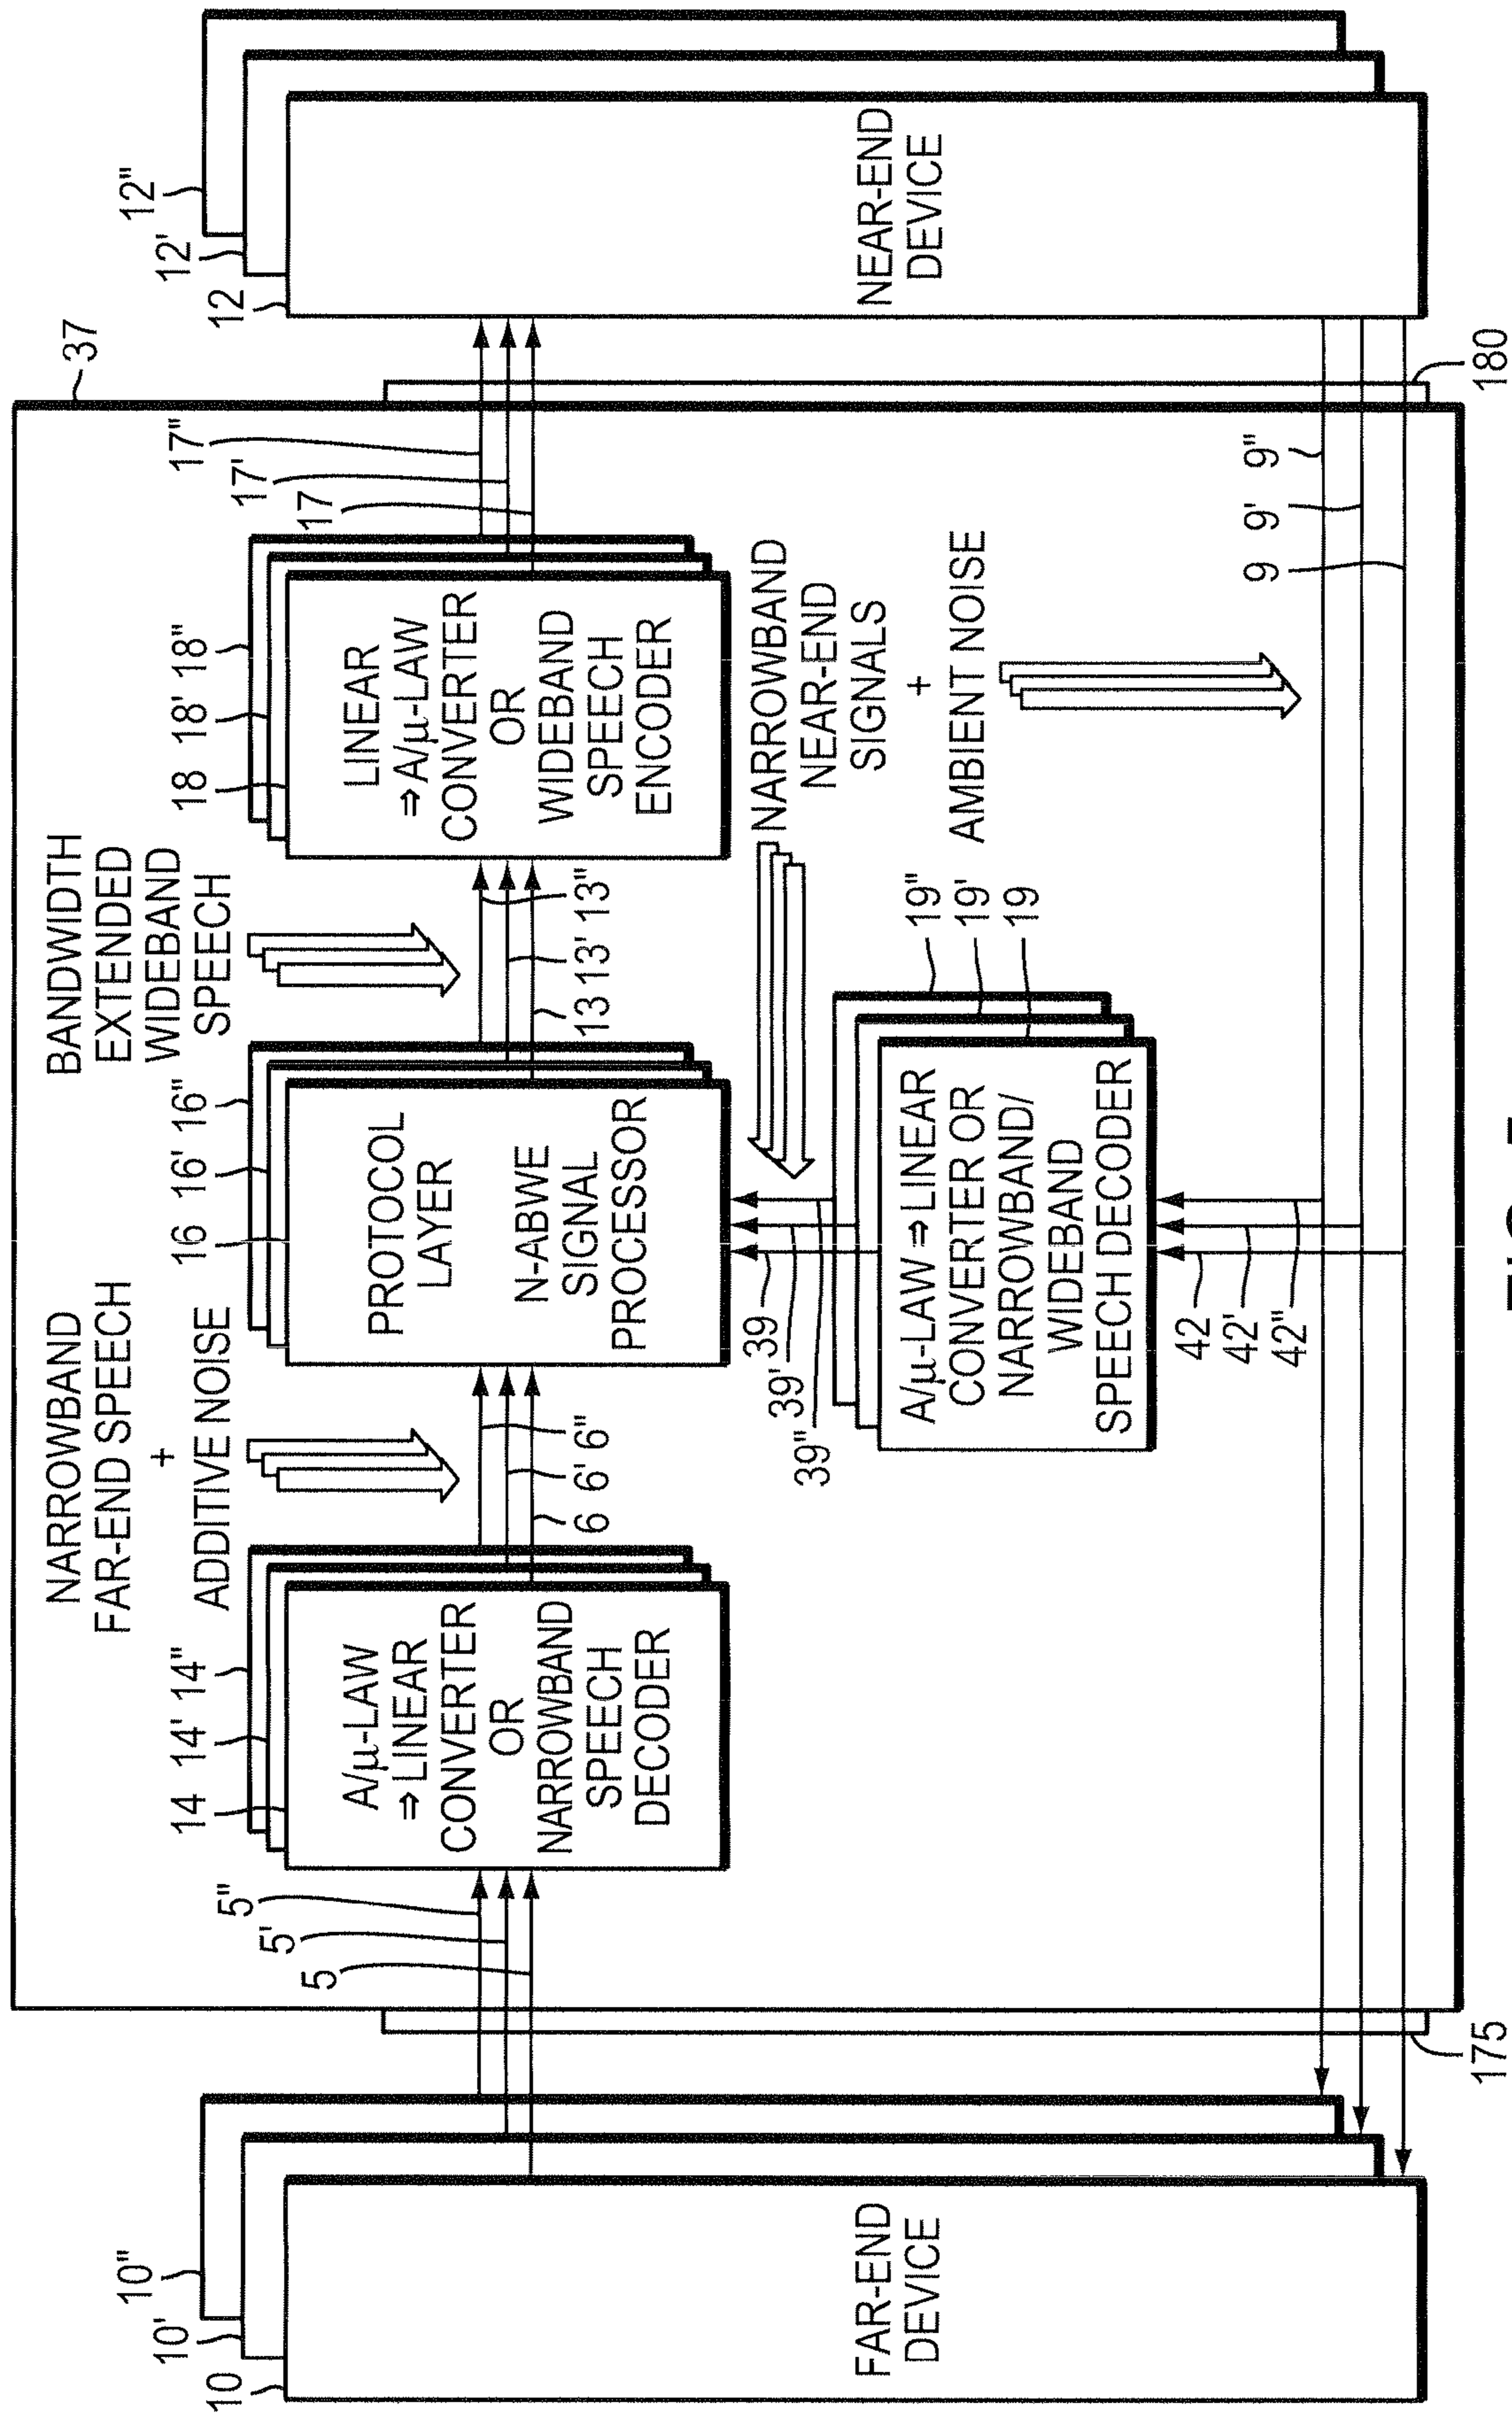 37
12"
12'
12
NEAR-END
DEVICE
180
17"
17'
17
18 18' 18"
LINEAR
⇒A/μ-LAW
CONVERTER
OR
WIDEBAND
SPEECH
ENCODER
BANDWIDTH
EXTENDED
WIDEBAND
SPEECH
13 13' 13"
NARROWBAND
NEAR-END
SIGNALS
+
AMBIENT NOISE
9"
9'
9
16 16' 16"
PROTOCOL
LAYER
N-ABWE
SIGNAL
PROCESSOR
19"
19'
19
A/μ-LAW⇒LINEAR
CONVERTER OR
NARROWBAND/
WIDEBAND
SPEECH DECODER
39
39'
39"
42
42'
42"
NARROWBAND
FAR-END SPEECH
+
ADDITIVE NOISE
6 6' 6"
14 14' 14"
A/μ-LAW
⇒LINEAR
CONVERTER
OR
NARROWBAND
SPEECH
DECODER
5"
5'
5
175
10"
10'
10
FAR-END
DEVICE